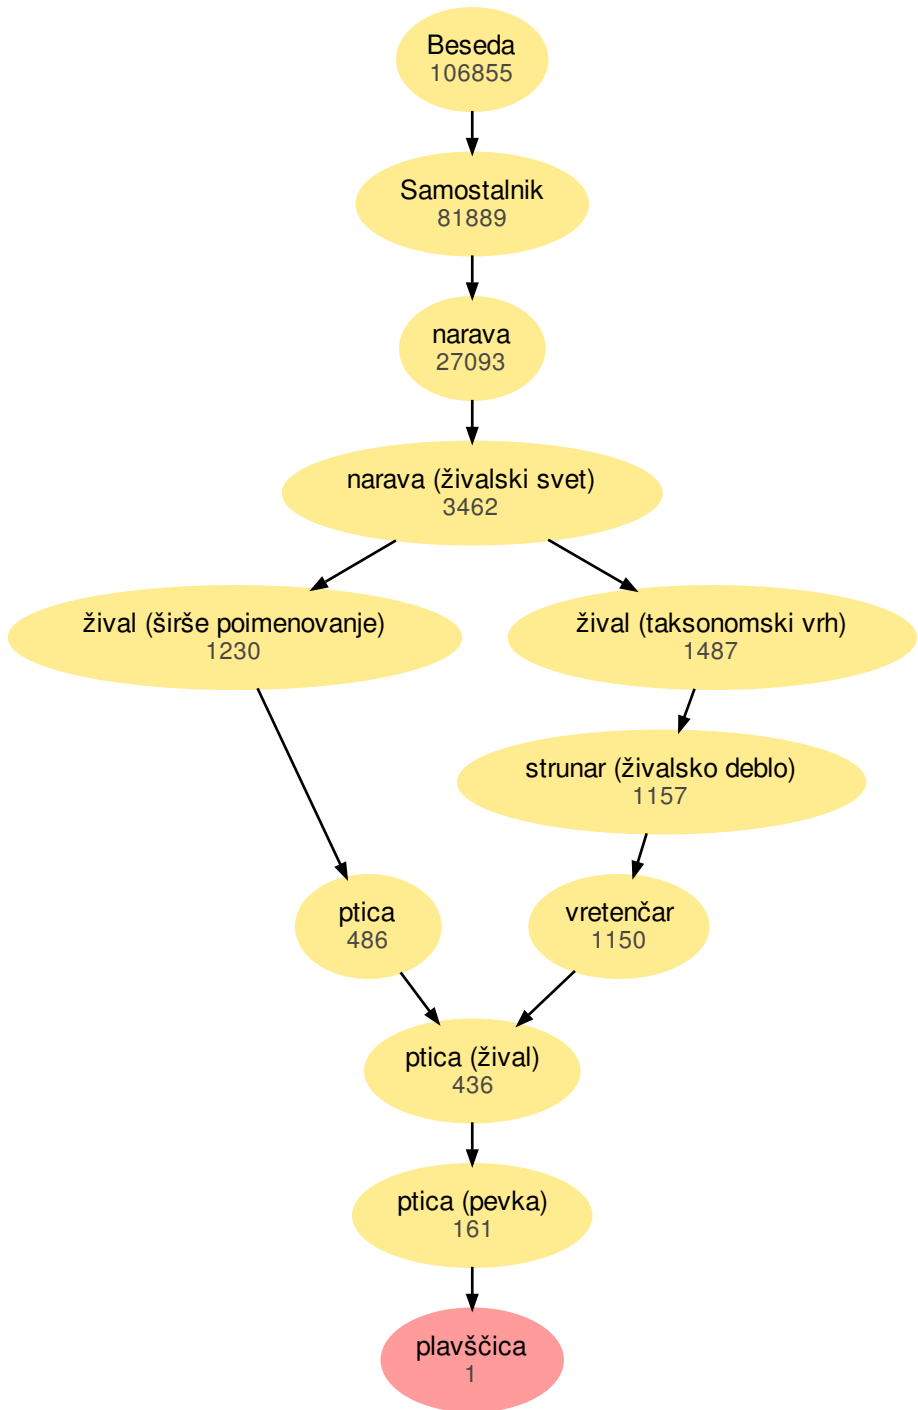 Beseda
106855
Samostalnik
81889
narava
27093
narava (živalski svet)
3462
žival (širše poimenovanje)
1230
žival (taksonomski vrh)
1487
strunar (živalsko deblo)
1157
ptica
486
vretenčar
1150
ptica (žival)
436
ptica (pevka)
161
plavščica
1